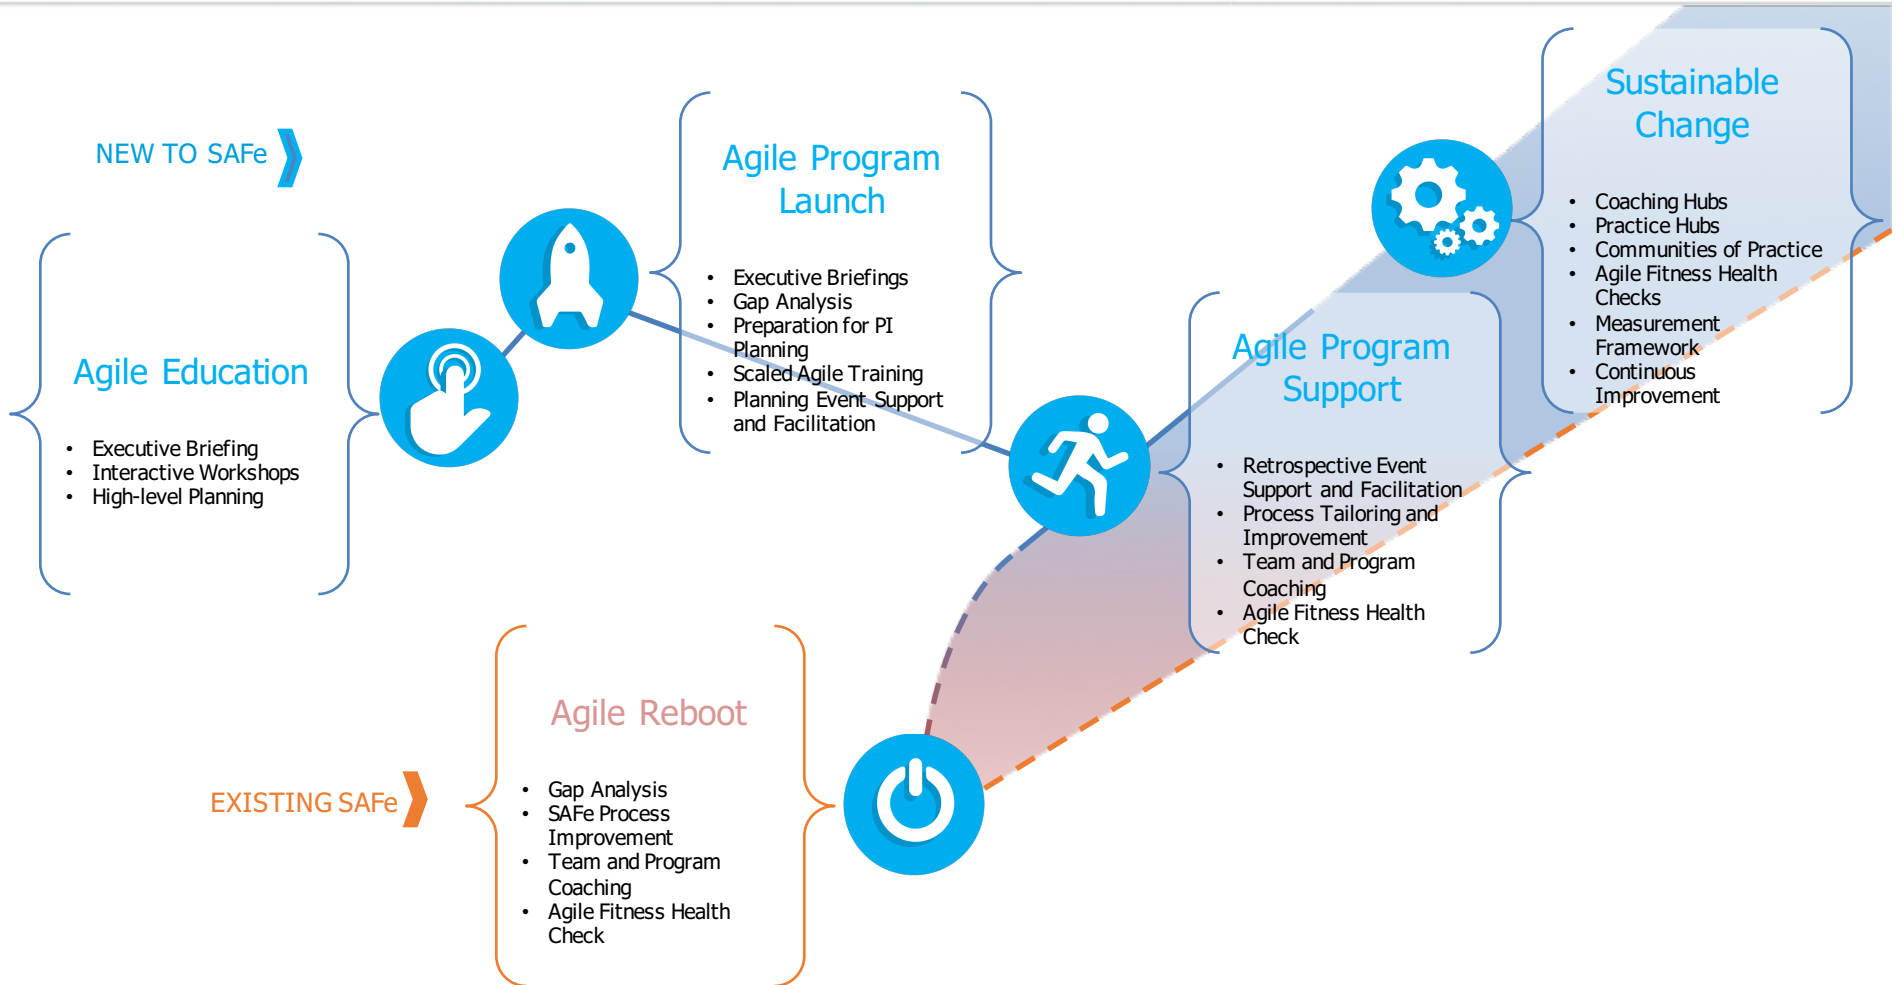 NEW TO SAFe
Agile Education
• Executive Briefing
• Interactive Workshops
• High-level Planning
Agile Program
Launch
• Executive Briefings
• Gap Analysis
• Preparation for PI
Planning
• Scaled Agile Training
• Planning Event Support
and Facilitation
Agile Program
Support
• Retrospective Event
Support and Facilitation
• Process Tailoring and
Improvement
• Team and Program
Coaching
• Agile Fitness Health
Check
Sustainable
Change
• Coaching Hubs
• Practice Hubs
• Communities of Practice
• Agile Fitness Health
Checks
• Measurement
Framework
• Continuous
Improvement
EXISTING SAFe
Agile Reboot
• Gap Analysis
• SAFe Process
Improvement
• Team and Program
Coaching
• Agile Fitness Health
Check